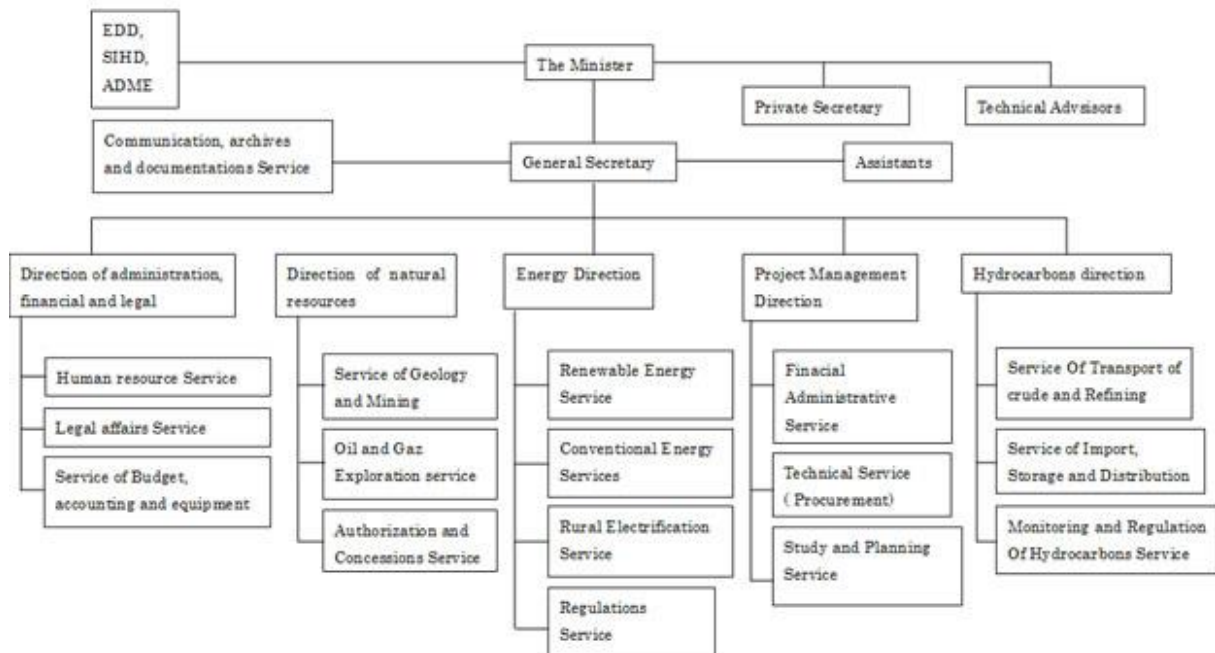 EDD,
SIHD,
ADME
The Minister
Private Secretary
Technical Advsisors
Communication, archives
and documentations Service
General Secretary
Assistants
Direction of administration,
financial and legal
Direction of natural
resources
Energy Direction
Project Management
Direction
Hydrocarbons direction
Human resource Service
Legal affairs Service
Service of Budget,
accounting and equipment
Service of Geology
and Mining
Oil and Gaz
Exploration service
Authorization and
Concessions Service
Renewable Energy
Service
Conventional Energy
Services
Rural Electrification
Service
Regulations
Service
Finacial
Administrative
Service
Technical Service
( Procurement)
Study and Planning
Service
Service Of Transport of
crude and Refining
Service of Import,
Storage and Distribution
Monitoring and Regulation
Of Hydrocarbons Service